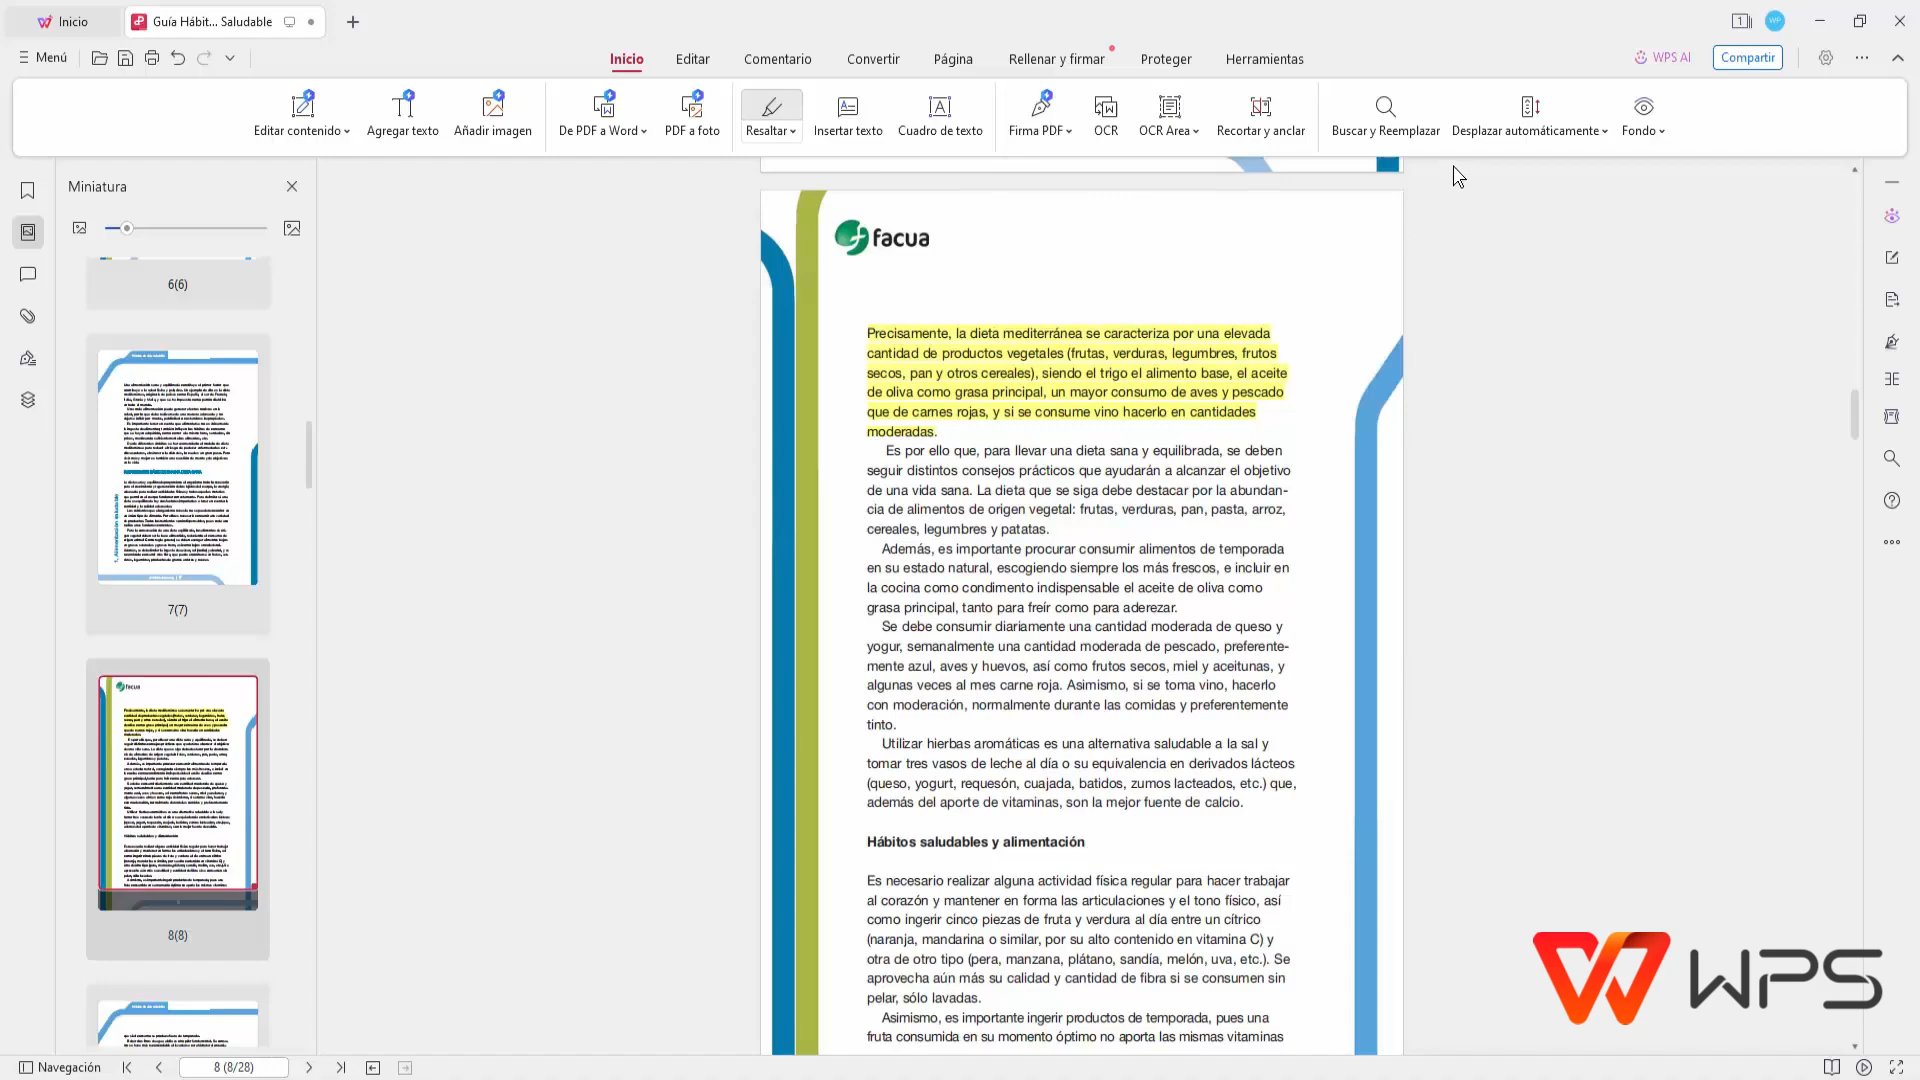 Inicio
Guía Hábit... Saludable
Menú
Inicio
Editar
Comentario
Convertir
Página
Rellenar y firmar
Proteger
Herramientas
WPS AI
Compartir
Editar contenido
Agregar texto
Añadir imagen
De PDF a Word
PDF a foto
Resaltar
Insertar texto
Cuadro de texto
Firma PDF
OCR
OCR Area
Recortar y anclar
Buscar y Reemplazar
Desplazar automáticamente
Fondo
Miniatura
6(6)
7(7)
8(8)
facua
Precisamente, la dieta mediterránea se caracteriza por una elevada
cantidad de productos vegetales (frutas, verduras, legumbres, frutos
secos, pan y otros cereales), siendo el trigo el alimento base, el aceite
de oliva como grasa principal, un mayor consumo de aves y pescado
que de carnes rojas, y si se consume vino hacerlo en cantidades
moderadas.
Es por ello que, para llevar una dieta sana y equilibrada, se deben
seguir distintos consejos prácticos que ayudarán a alcanzar el objetivo
de una vida sana. La dieta que se siga debe destacar por la abundan-
cia de alimentos de origen vegetal: frutas, verduras, pan, pasta, arroz,
cereales, legumbres y patatas.
Además, es importante procurar consumir alimentos de temporada
en su estado natural, escogiendo siempre los más frescos, e incluir en
la cocina como condimento indispensable el aceite de oliva como
grasa principal, tanto para freír como para aderezar.
Se debe consumir diariamente una cantidad moderada de queso y
yogur, semanalmente una cantidad moderada de pescado, preferente-
mente azul, aves y huevos, así como frutos secos, miel y aceitunas, y
algunas veces al mes carne roja. Asimismo, si se toma vino, hacerlo
con moderación, normalmente durante las comidas y preferentemente
tinto.
Utilizar hierbas aromáticas es una alternativa saludable a la sal y
tomar tres vasos de leche al día o su equivalencia en derivados lácteos
(queso, yogurt, requesón, cuajada, batidos, zumos lacteados, etc.) que,
además del aporte de vitaminas, son la mejor fuente de calcio.
Hábitos saludables y alimentación
Es necesario realizar alguna actividad física regular para hacer trabajar
al corazón y mantener en forma las articulaciones y el tono físico, así
como ingerir cinco piezas de fruta y verdura al día entre un cítrico
(naranja, mandarina o similar, por su alto contenido en vitamina C) y
otra de otro tipo (pera, manzana, plátano, sandía, melón, uva, etc.). Se
aprovecha aún más su calidad y cantidad de fibra si se consumen sin
pelar, sólo lavadas.
Asimismo, es importante ingerir productos de temporada, pues una
fruta consumida en su momento óptimo no aporta las mismas vitaminas
WPS
Navegación
8 (8/28)